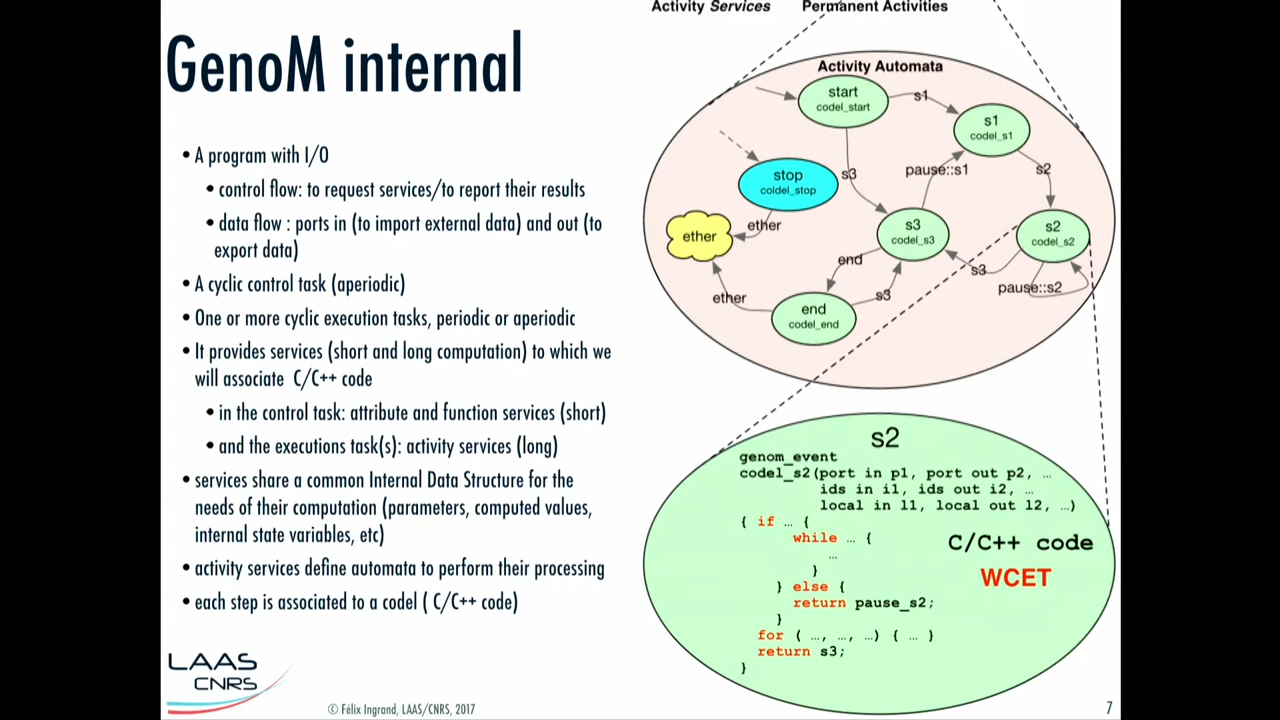 Activity Services Permanent Activities
GenoM internal
• A program with I/O
• control flow: to request services/to report their results
• data flow : ports in (to import external data) and out (to
export data)
• A cyclic control task (aperiodic)
• One or more cyclic execution tasks, periodic or aperiodic
• It provides services (short and long computation) to which we
will associate C/C++ code
• in the control task: attribute and function services (short)
• and the executions task(s): activity services (long)
• services share a common Internal Data Structure for the
needs of their computation (parameters, computed values,
internal state variables, etc)
• activity services define automata to perform their processing
• each step is associated to a codel ( C/C++ code)
Activity Automata
start
codel_start
s1
s1
codel_s1
pause::s1
s2
stop
coldel_stop
s3
ether
ether
s3
codel_s3
s2
codel_s2
end
s3
pause::s2
ether
s3
end
codel_end
s2
genom_event
codel_s2(port in p1, port out p2, …
ids in i1, ids out i2, …
local in l1, local out l2, …)
{ if … {
while … {
…
}
} else {
return pause_s2;
}
for ( …, …, …) { … }
return s3;
}
C/C++ code
WCET
LAAS
CNRS
© Félix Ingrand, LAAS/CNRS, 2017
7